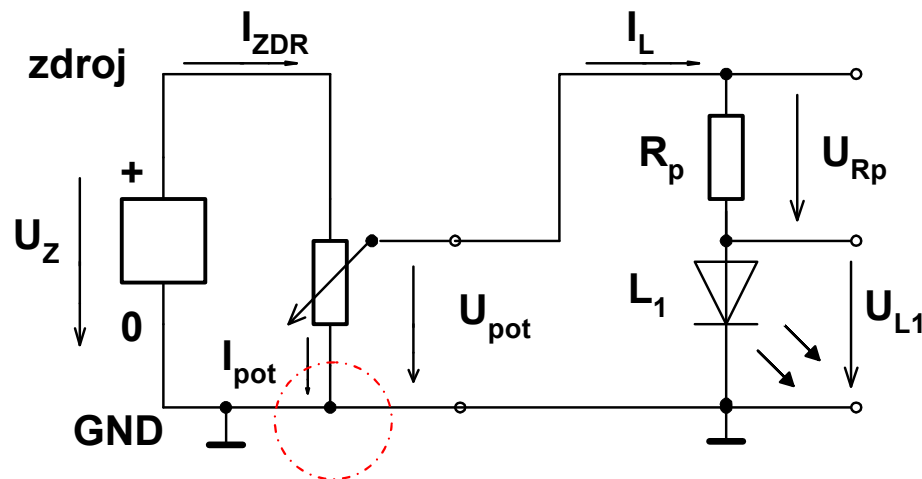 I_ZDR
I_L
zdroj
+
R_p
U_Rp
U_Z
0
L_1
U_L1
U_pot
I_pot
GND